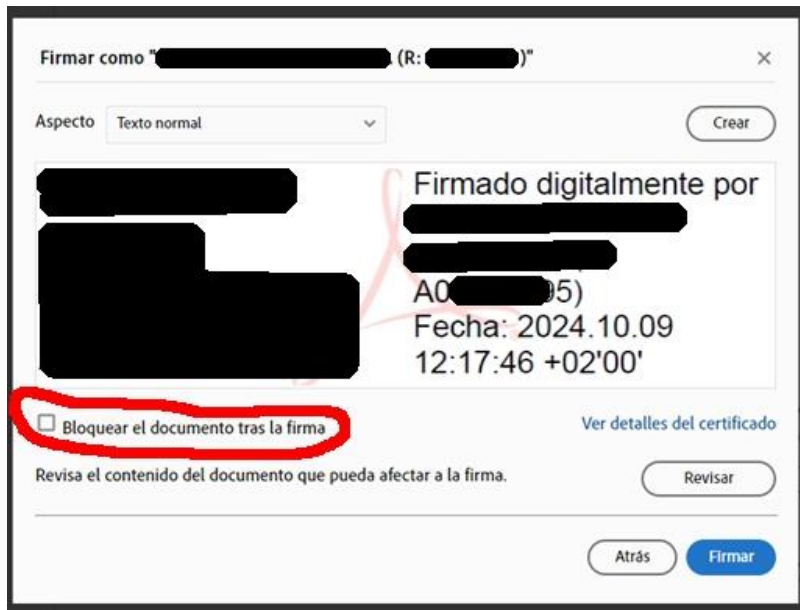 Firmar como " (R: )"
Aspecto Texto normal Crear
Firmado digitalmente por
A0 95)
Fecha: 2024.10.09
12:17:46 +02'00'
Bloquear el documento tras la firma Ver detalles del certificado
Revisa el contenido del documento que pueda afectar a la firma. Revisar
Atrás Firmar